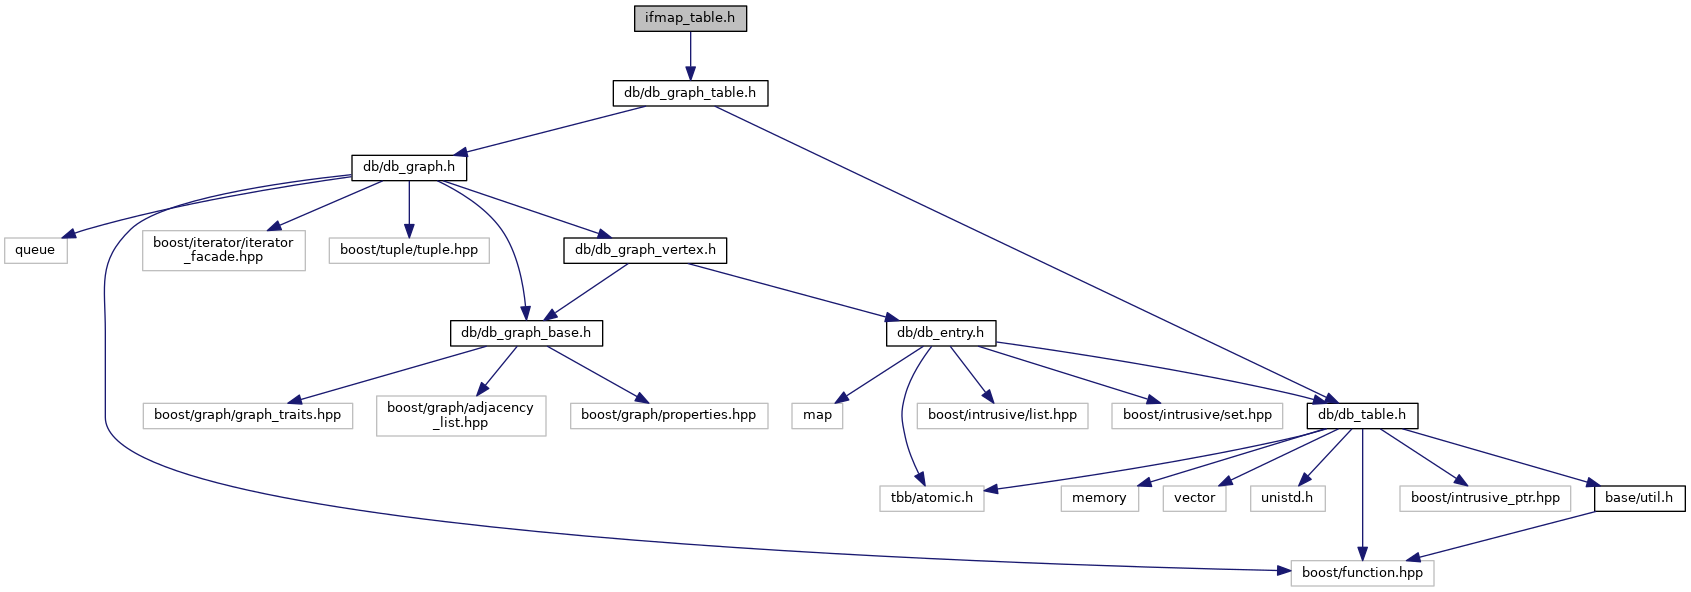 ifmap_table.h
db/db_graph_table.h
db/db_graph.h
queue
boost/iterator/iterator
_facade.hpp
boost/tuple/tuple.hpp
db/db_graph_vertex.h
db/db_graph_base.h
db/db_entry.h
boost/graph/graph_traits.hpp
boost/graph/adjacency
_list.hpp
boost/graph/properties.hpp
map
boost/intrusive/list.hpp
boost/intrusive/set.hpp
db/db_table.h
tbb/atomic.h
memory
vector
unistd.h
boost/intrusive_ptr.hpp
base/util.h
boost/function.hpp